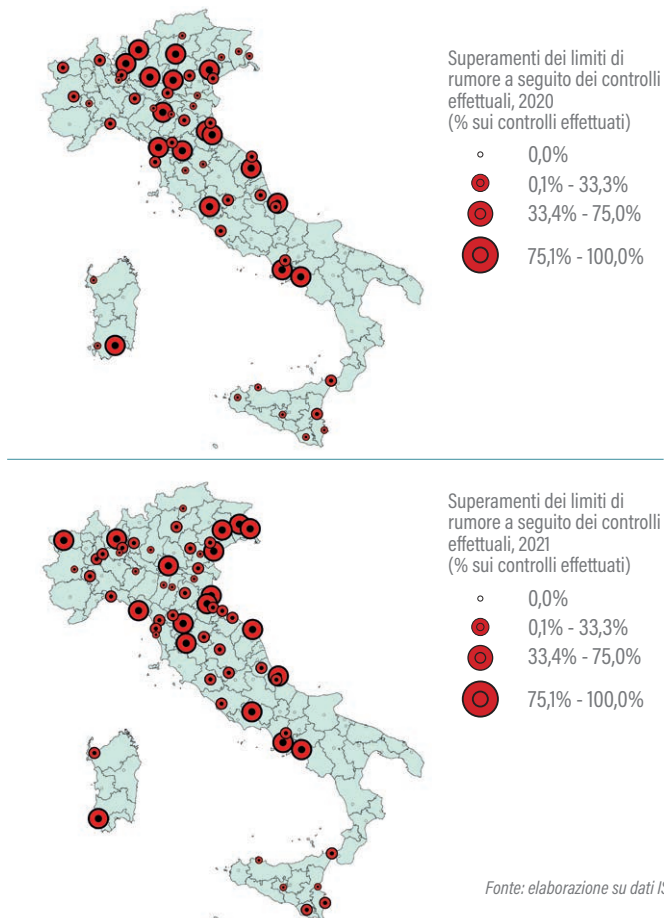 Superamenti dei limiti di
rumore a seguito dei controlli
effettuali, 2020
(% sui controlli effettuati)
0,0%
0,1% - 33,3%
33,4% - 75,0%
75,1% - 100,0%
Superamenti dei limiti di
rumore a seguito dei controlli
effettuali, 2021
(% sui controlli effettuati)
0,0%
0,1% - 33,3%
33,4% - 75,0%
75,1% - 100,0%
Fonte: elaborazione su dati